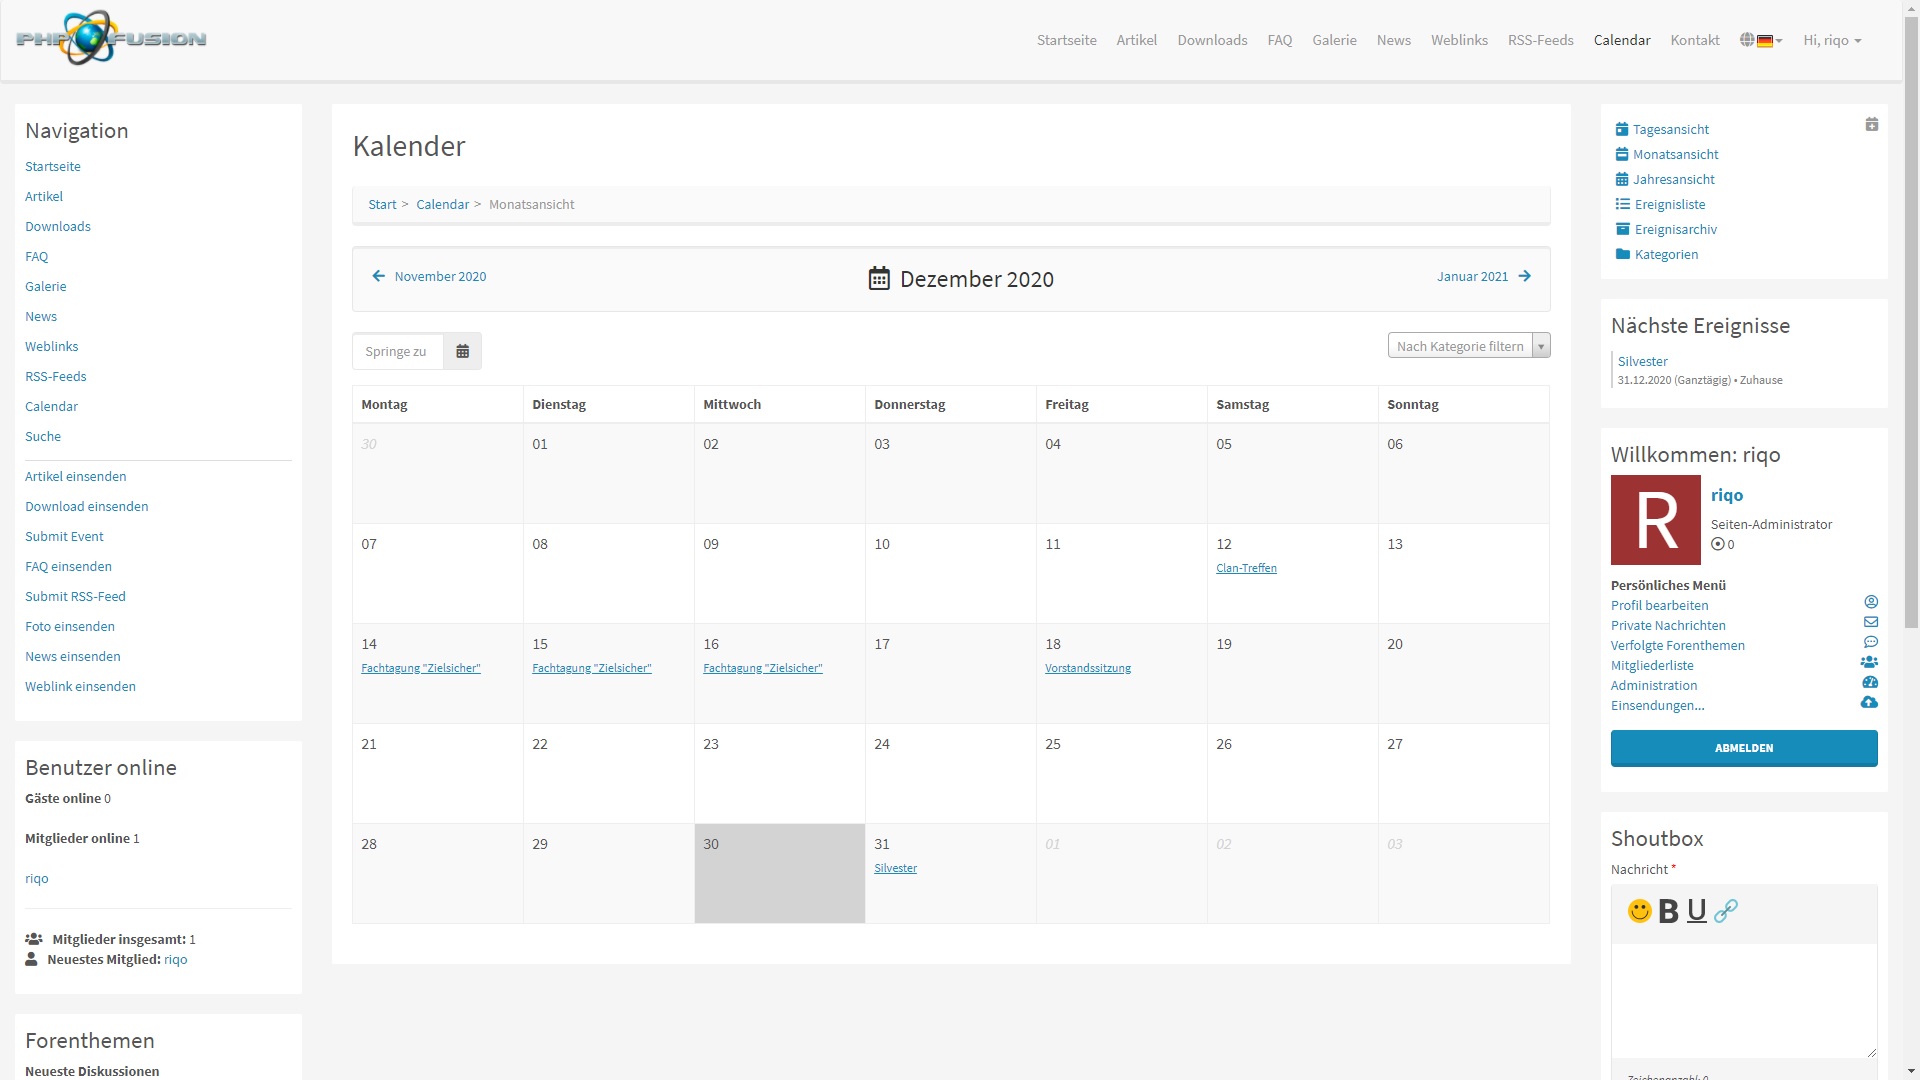 PHP FUSION
Startseite Artikel Downloads FAQ Galerie News Weblinks RSS-Feeds Calendar Kontakt Hi, riqo
Navigation
Startseite
Artikel
Downloads
FAQ
Galerie
News
Weblinks
RSS-Feeds
Calendar
Suche
Artikel einsenden
Download einsenden
Submit Event
FAQ einsenden
Submit RSS-Feed
Foto einsenden
News einsenden
Weblink einsenden
Benutzer online
Gäste online 0
Mitglieder online 1
riqo
Mitglieder insgesamt: 1
Neuestes Mitglied: riqo
Forenthemen
Neueste Diskussionen
Kalender
Start > Calendar > Monatsansicht
November 2020
Dezember 2020
Januar 2021
Springe zu
Nach Kategorie filtern
Montag Dienstag Mittwoch Donnerstag Freitag Samstag Sonntag
30 01 02 03 04 05 06
07 08 09 10 11 12 13
Clan-Treffen
14 15 16 17 18 19 20
Fachtagung "Zielsicher" Fachtagung "Zielsicher" Fachtagung "Zielsicher" Vorstandssitzung
21 22 23 24 25 26 27
28 29 30 31 01 02 03
Silvester
Tagesansicht
Monatsansicht
Jahresansicht
Ereignisliste
Ereignisarchiv
Kategorien
Nächste Ereignisse
Silvester
31.12.2020 (Ganztägig) • Zuhause
Willkommen: riqo
R
riqo
Seiten-Administrator
0
Persönliches Menü
Profil bearbeiten
Private Nachrichten
Verfolgte Forenthemen
Mitgliederliste
Administration
Einsendungen...
ABMELDEN
Shoutbox
Nachricht *
B U
Zeichenanzahl: 0